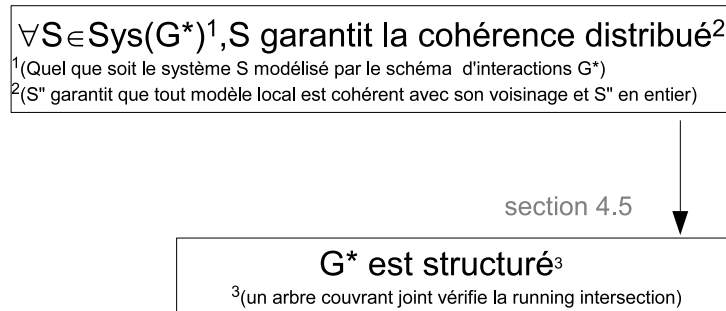 ∀S∈Sys(G*)¹,S garantit la cohérence distribué²
¹(Quel que soit le système S modélisé par le schéma d'interactions G*)
²(S" garantit que tout modèle local est cohérent avec son voisinage et S" en entier)
section 4.5
G* est structuré³
³(un arbre couvrant joint vérifie la running intersection)